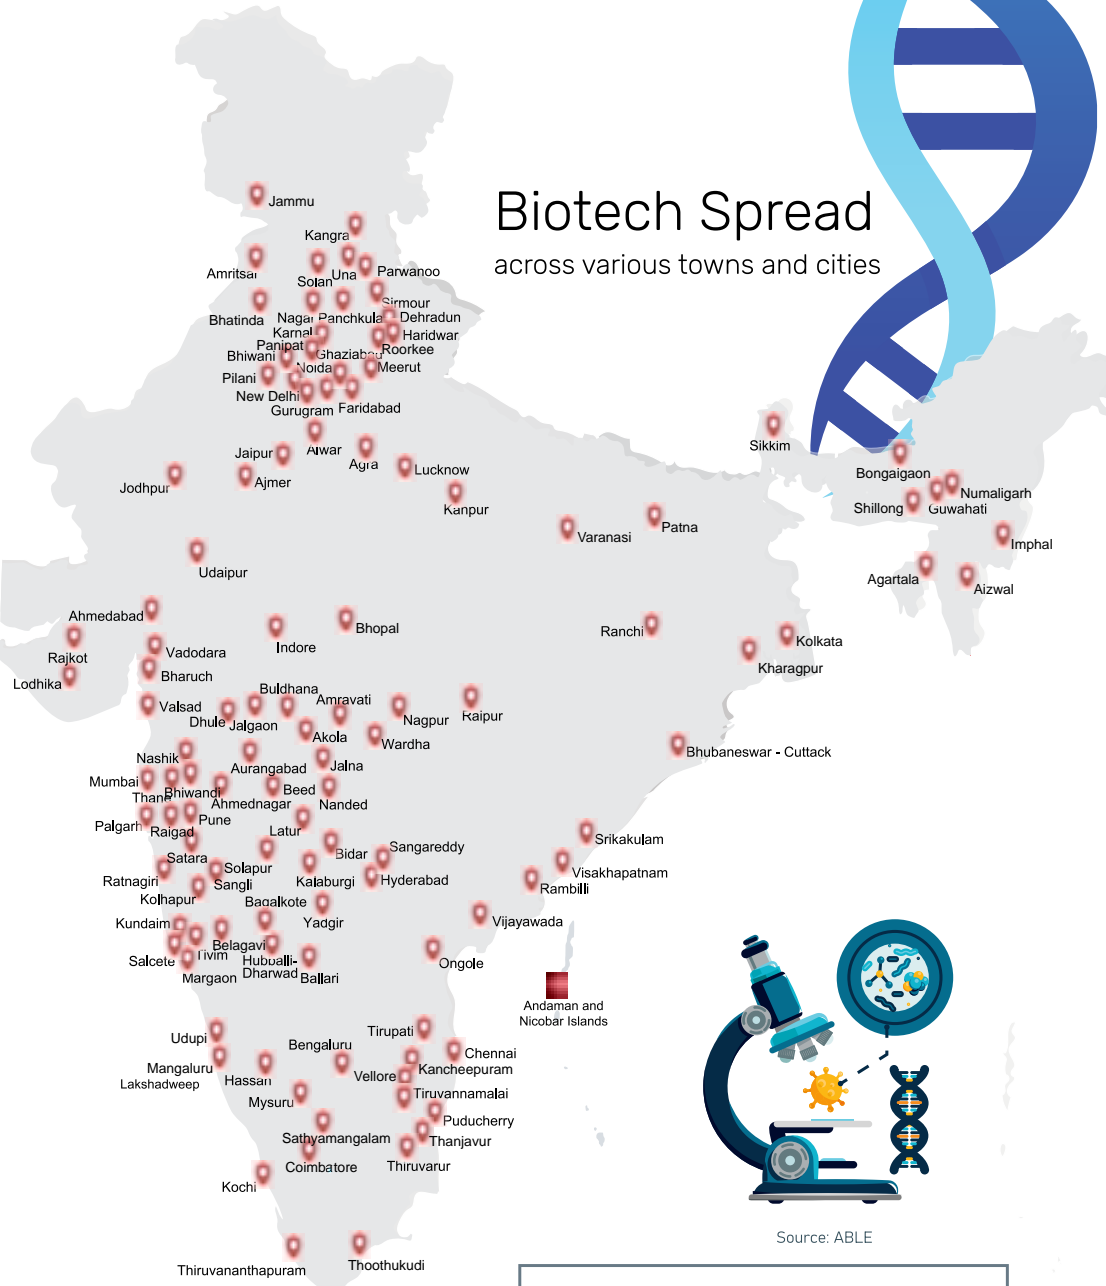 Biotech Spread
across various towns and cities
Jammu
Kangra
Amritsar
Solan
Una
Parwanoo
Sirmour
Bhatinda
Nagar
Panchkula
Dehradun
Karnal
Haridwar
Panipat
Roorkee
Bhiwani
Ghaziabad
Noida
Meerut
Pilani
New Delhi
Gurugram
Faridabad
Alwar
Jaipur
Agra
Lucknow
Jodhpur
Ajmer
Kanpur
Sikkim
Bongaigaon
Numaligarh
Shillong
Guwahati
Imphal
Agartala
Aizwal
Patna
Varanasi
Udaipur
Ahmedabad
Bhopal
Ranchi
Kolkata
Rajkot
Vadodara
Indore
Kharagpur
Lodhika
Bharuch
Buldhana
Amravati
Valsad
Dhule
Jalgaon
Nagpur
Raipur
Akola
Wardha
Bhubaneswar - Cuttack
Nashik
Aurangabad
Jalna
Mumbai
Thane
Bhiwandi
Beed
Ahmednagar
Nanded
Palgarh
Raigad
Pune
Latur
Srikakulam
Satara
Bidar
Sangareddy
Solapur
Visakhapatnam
Ratnagiri
Sangli
Kalaburgi
Hyderabad
Rambilli
Kolhapur
Bagalkote
Yadgir
Vijayawada
Kundaim
Belagavi
Tivim
Salcete
Hubballi-
Dharwad
Ongole
Margaon
Ballari
Andaman and
Nicobar Islands
Udupi
Tirupati
Bengaluru
Chennai
Mangaluru
Kancheepuram
Lakshadweep
Hassan
Vellore
Mysuru
Tiruvannamalai
Puducherry
Sathyamangalam
Thanjavur
Coimbatore
Thiruvarur
Kochi
Thiruvananthapuram
Thoothukudi
Source: ABLE